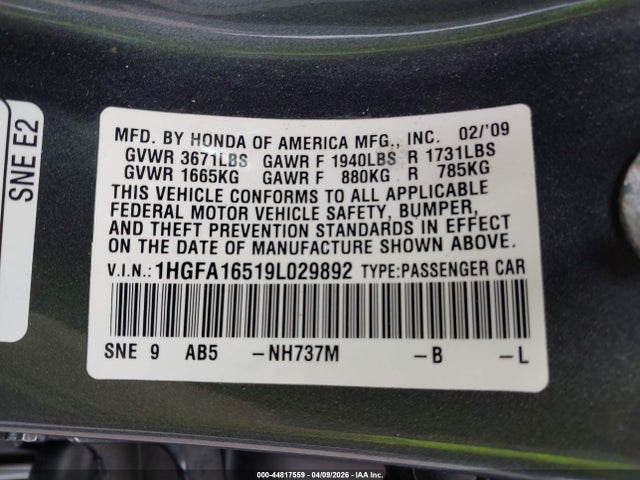 MFD. BY HONDA OF AMERICA MFG., INC. 02/'09
GVWR 3671LBS GAWR F 1940LBS R 1731LBS
GVWR 1665KG GAWR F 880KG R 785KG
THIS VEHICLE CONFORMS TO ALL APPLICABLE
FEDERAL MOTOR VEHICLE SAFETY, BUMPER,
AND THEFT PREVENTION STANDARDS IN EFFECT
ON THE DATE OF MANUFACTURE SHOWN ABOVE.
V.I.N.: 1HGFA16519L029892 TYPE:PASSENGER CAR
SNE 9 AB5 -NH737M -B -L
SNE E2
000-44817559 | 04/09/2026 | IAA Inc.